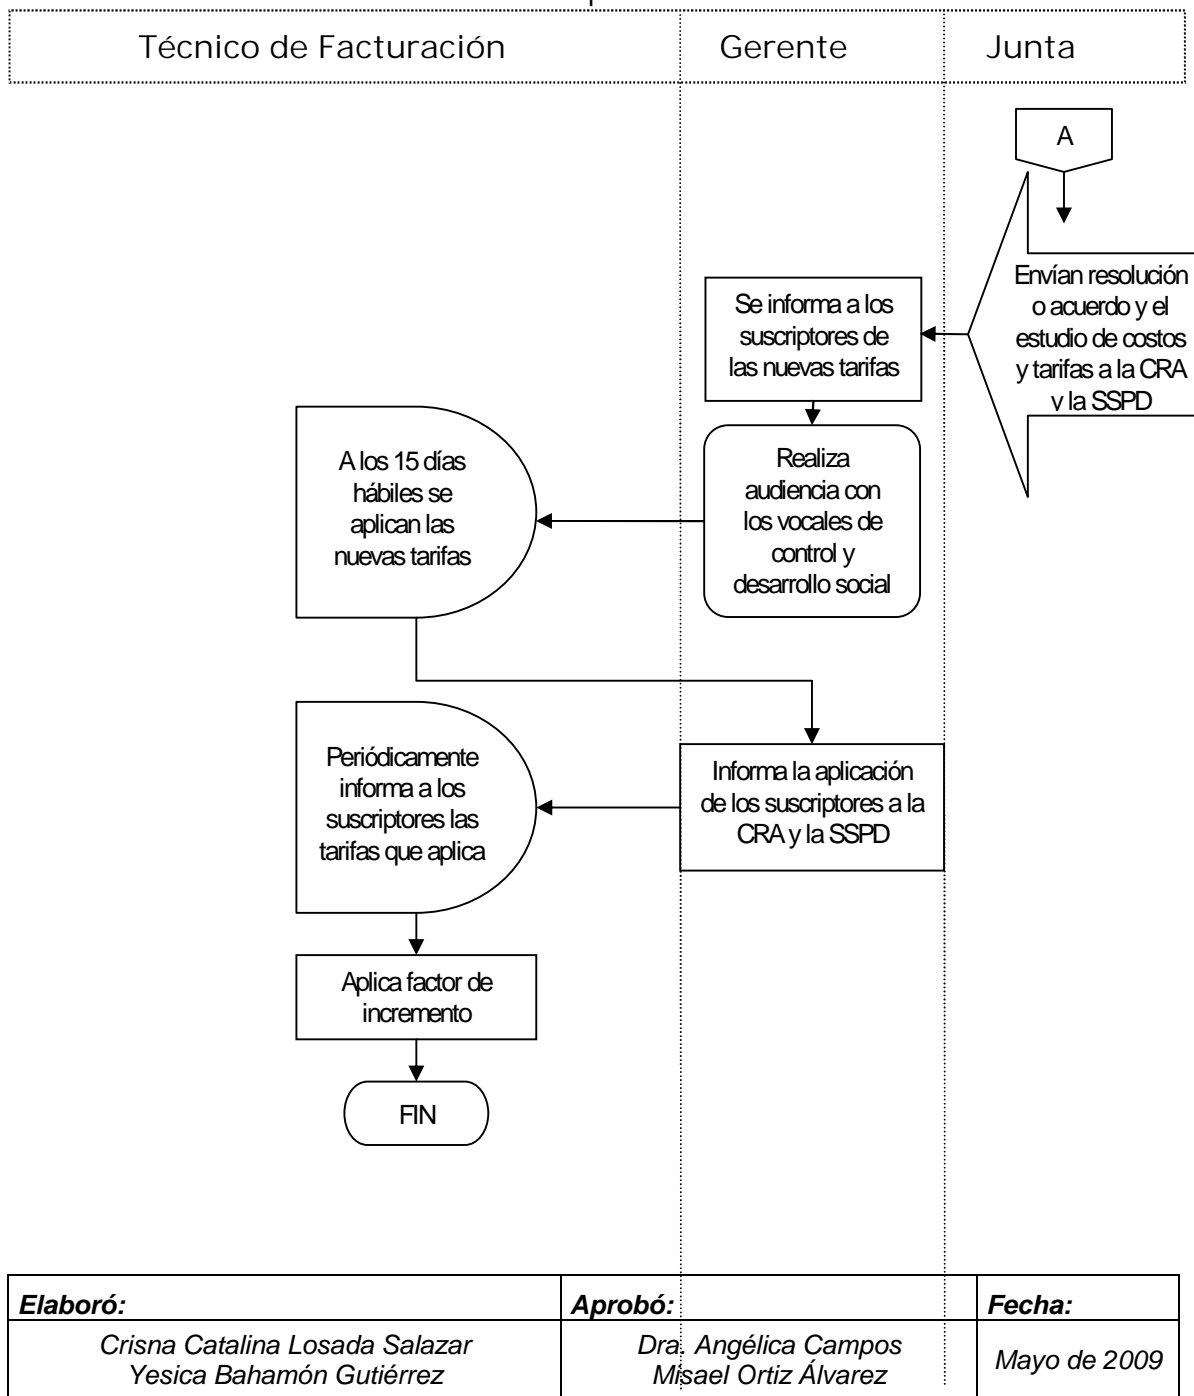 Técnico de Facturación
Gerente
Junta
A
Envían resolución
o acuerdo y el
estudio de costos
y tarifas a la CRA
y la SSPD
Se informa a los
suscriptores de
las nuevas tarifas
Realiza
audiencia con
los vocales de
control y
desarrollo social
A los 15 días
hábiles se
aplican las
nuevas tarifas
Informa la aplicación
de los suscriptores a la
CRA y la SSPD
Periódicamente
informa a los
suscriptores las
tarifas que aplica
Aplica factor de
incremento
FIN
Elaboró:
Aprobó:
Fecha:
Crisna Catalina Losada Salazar
Yesica Bahamón Gutiérrez
Dra. Angélica Campos
Misael Ortiz Álvarez
Mayo de 2009